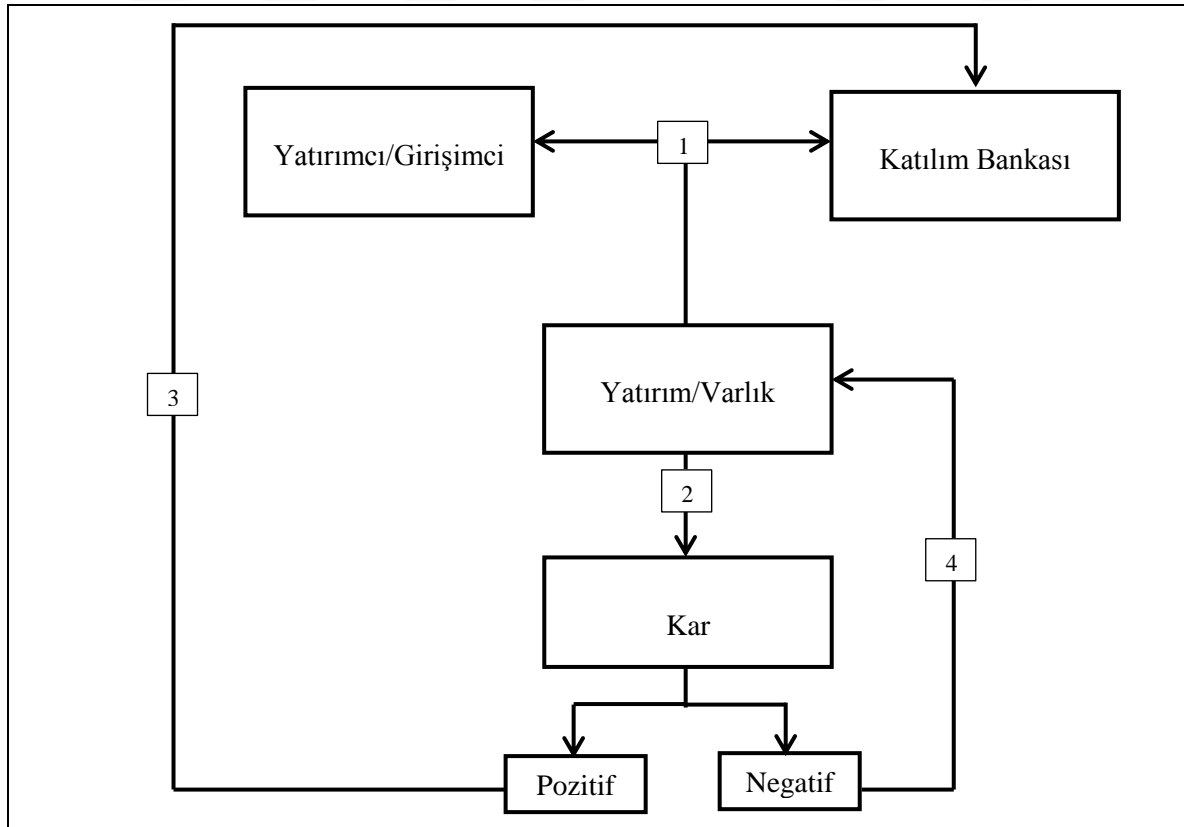 Yatırımcı/Girişimci
1
Katılım Bankası
Yatırım/Varlık
3
2
4
Kar
Pozitif
Negatif